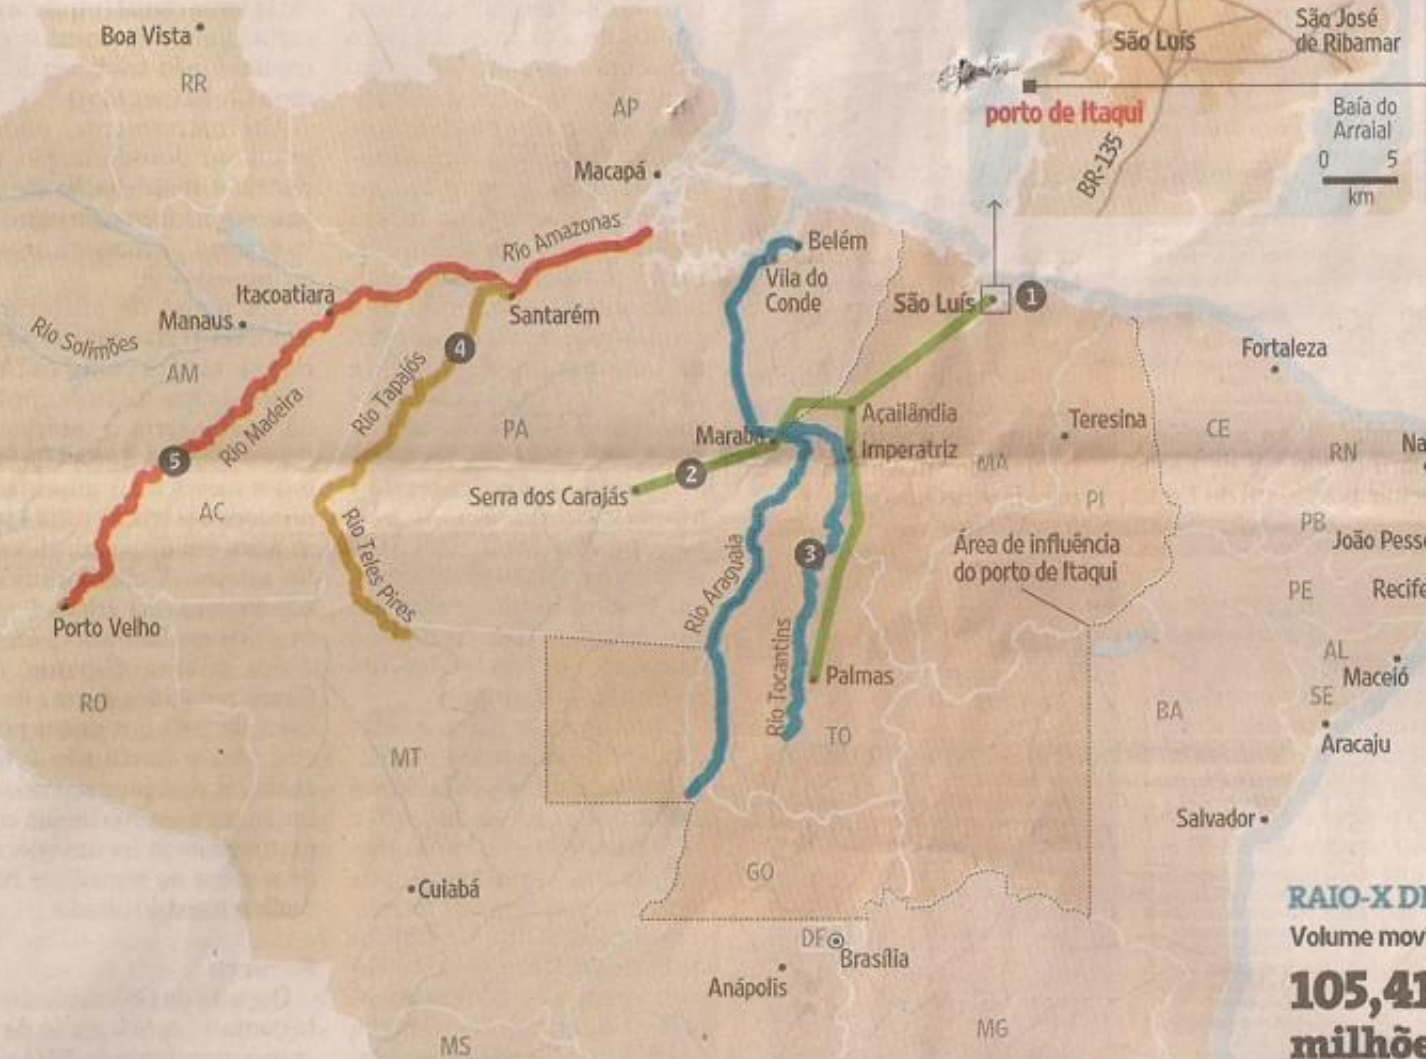 Boa Vista
RR
AP
Macapá
Rio Amazonas
São Luís
São José
de Ribamar
porto de Itaqui
BR-135
Baía do
Arraial
0 5
km
Belém
Vila do
Conde
São Luís
1
Itacoatiara
Manaus
Rio Solimões
AM
Santarém
4
Rio Tapajós
Rio Madeira
5
AC
PA
Marabá
2
Serra dos Carajás
Açailândia
Imperatriz
Teresina
Fortaleza
CE
MA
PI
RN
Na
PB
João Pesso
PE
Recife
AL
Maceió
SE
Aracaju
Área de influência
do porto de Itaqui
3
Rio Araguaia
Rio Tocantins
Rio Teles Pires
Porto Velho
RO
MT
Palmas
TO
BA
Salvador
Cuiabá
GO
DF
Brasília
Anápolis
MS
MG
RAIO-X D
Volume mov
105,41
milhõe